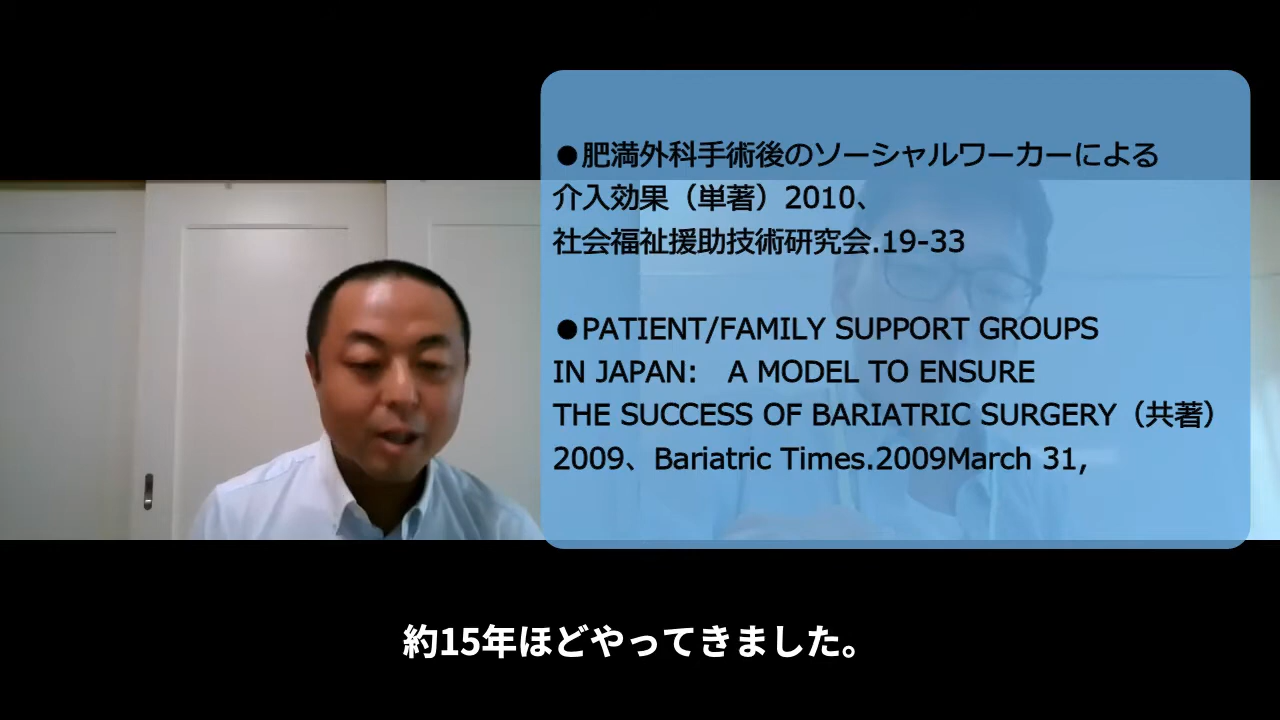 ●肥満外科手術後のソーシャルワーカーによる
介入効果（単著）2010、
社会福祉援助技術研究会.19-33
●PATIENT/FAMILY SUPPORT GROUPS
IN JAPAN:　A MODEL TO ENSURE
THE SUCCESS OF BARIATRIC SURGERY（共著）
2009、Bariatric Times.2009March 31,
約15年ほどやってきました。